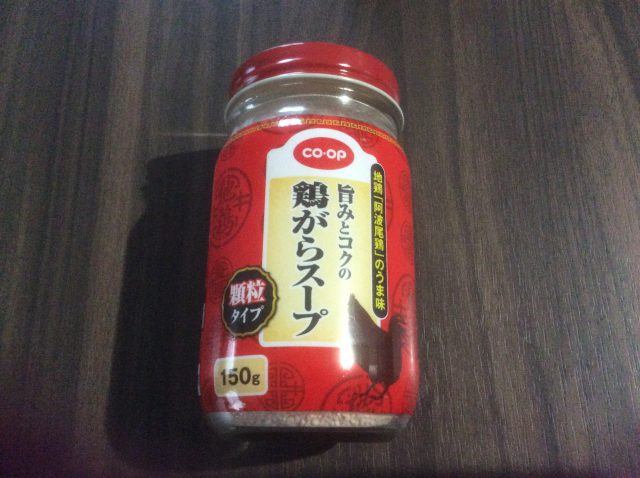 CO・OP
地鶏「阿波尾鶏」のうま味
旨みとコクの
鶏がらスープ
顆粒
タイプ
150g